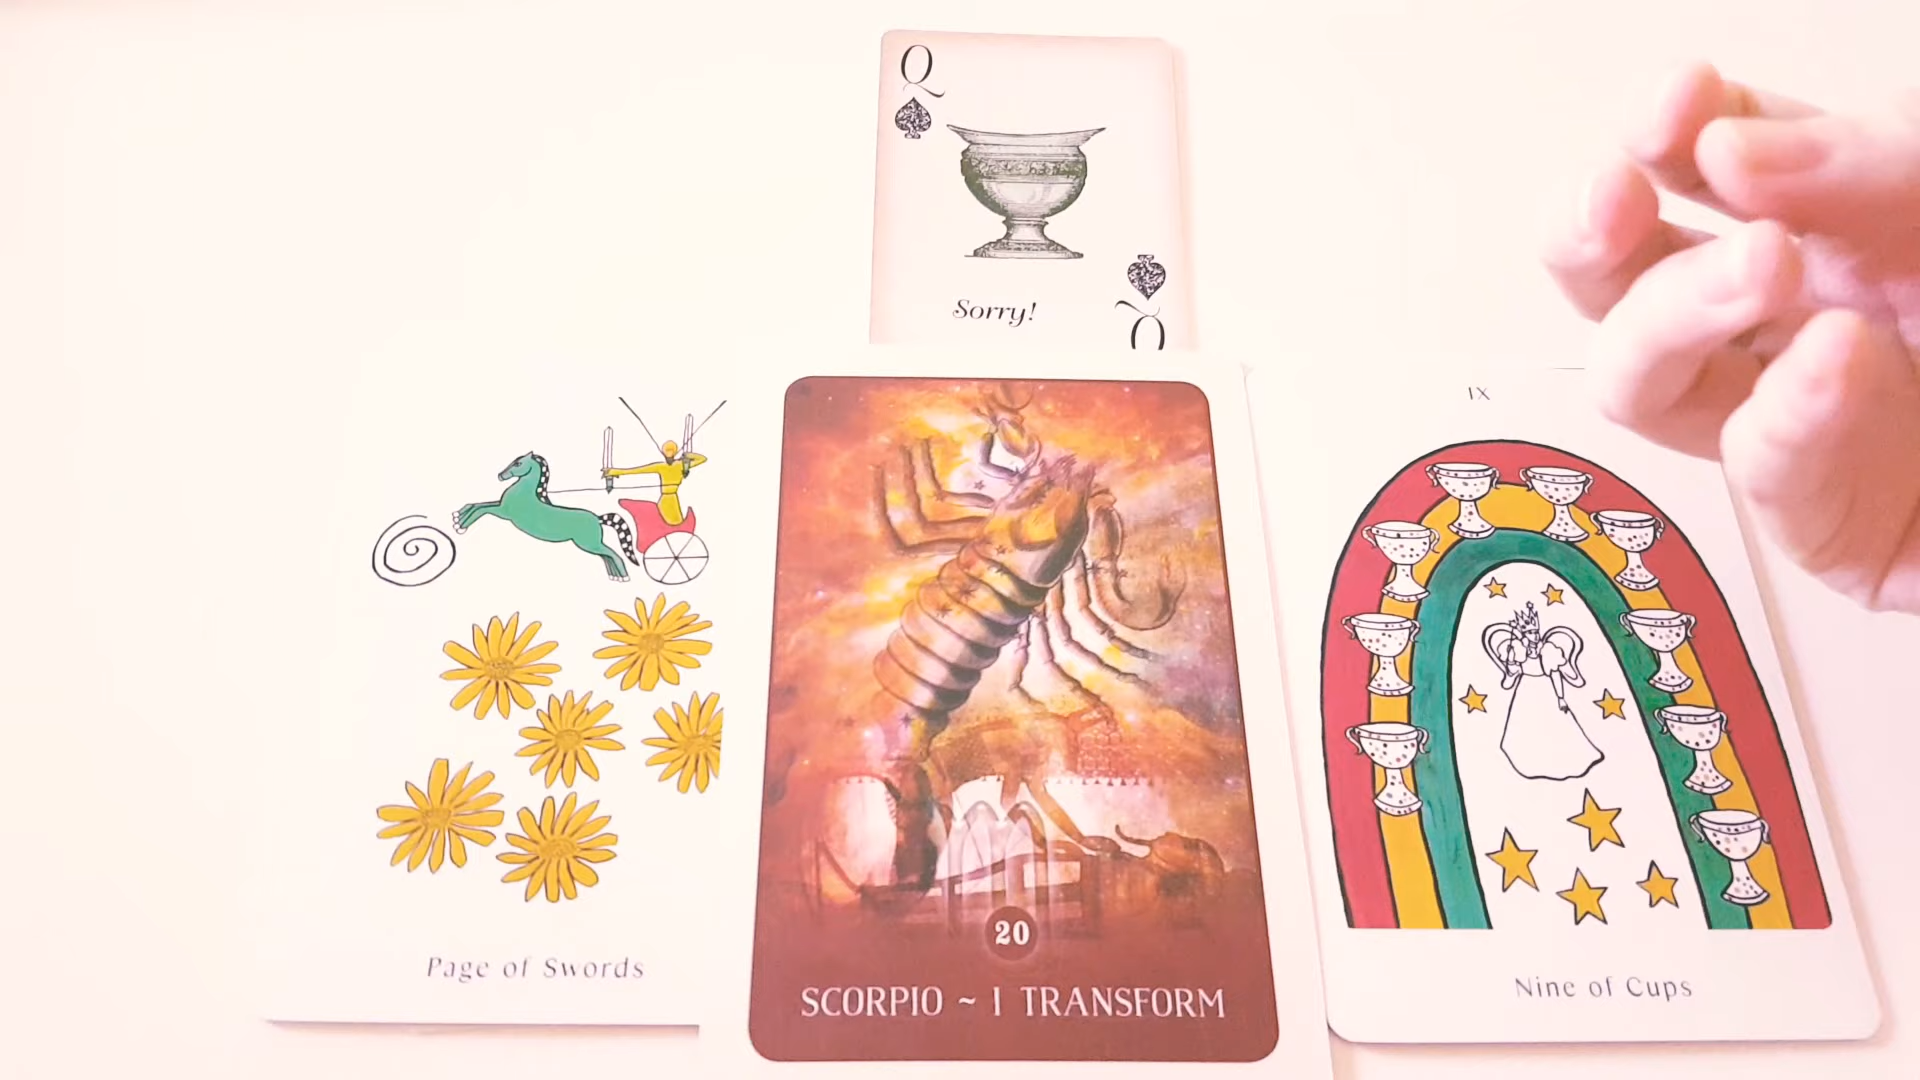 Q
Sorry!
Q
IX
Page of Swords
20
SCORPIO ~ I TRANSFORM
Nine of Cups